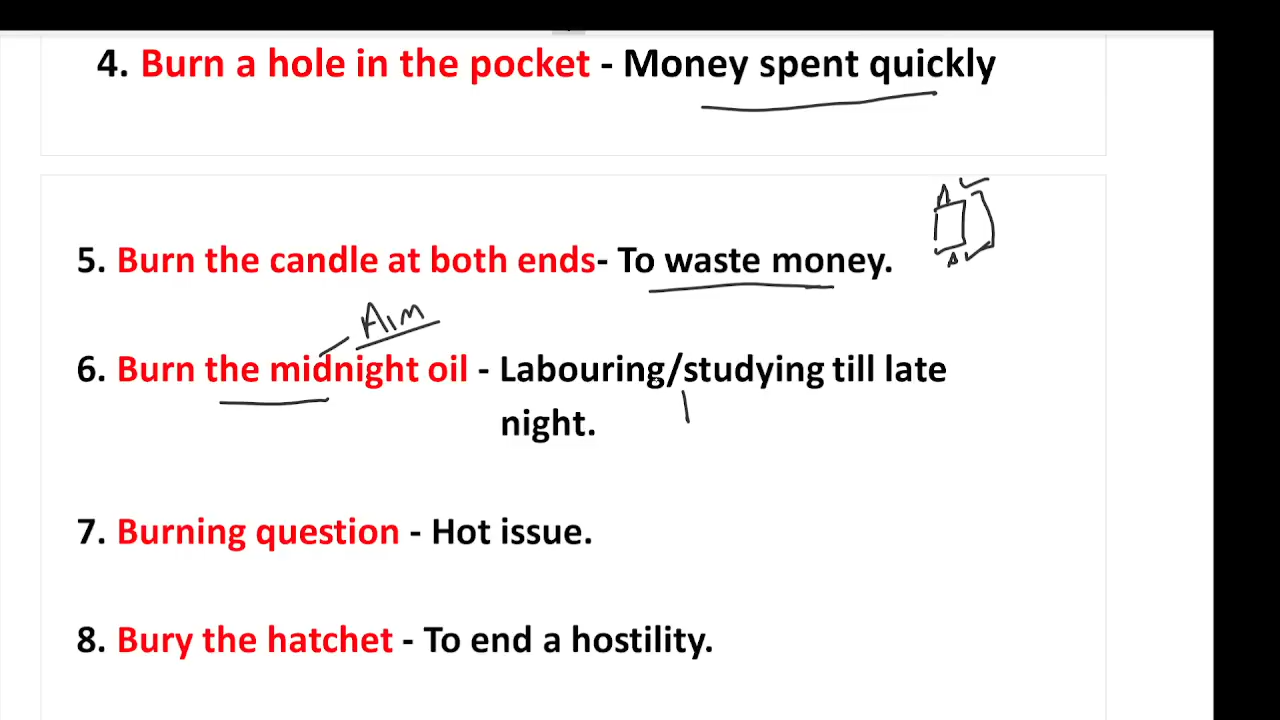 4. Burn a hole in the pocket - Money spent quickly
5. Burn the candle at both ends- To waste money.
Aim
6. Burn the midnight oil - Labouring/studying till late
night.
7. Burning question - Hot issue.
8. Bury the hatchet - To end a hostility.